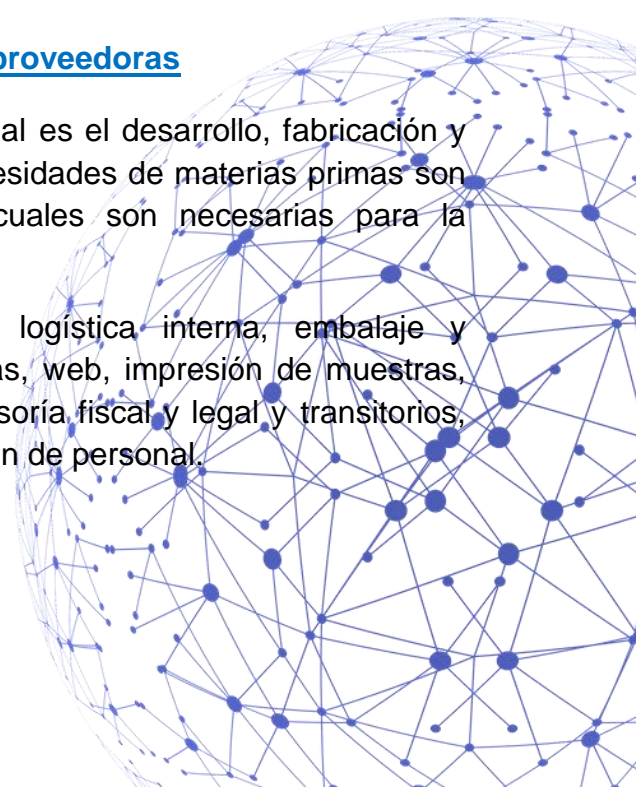 proveedoras
al es el desarrollo, fabricación y
esidades de materias primas son
cuales son necesarias para la
logística interna, embalaje y
as, web, impresión de muestras,
soría fiscal y legal y transitorios,
n de personal.